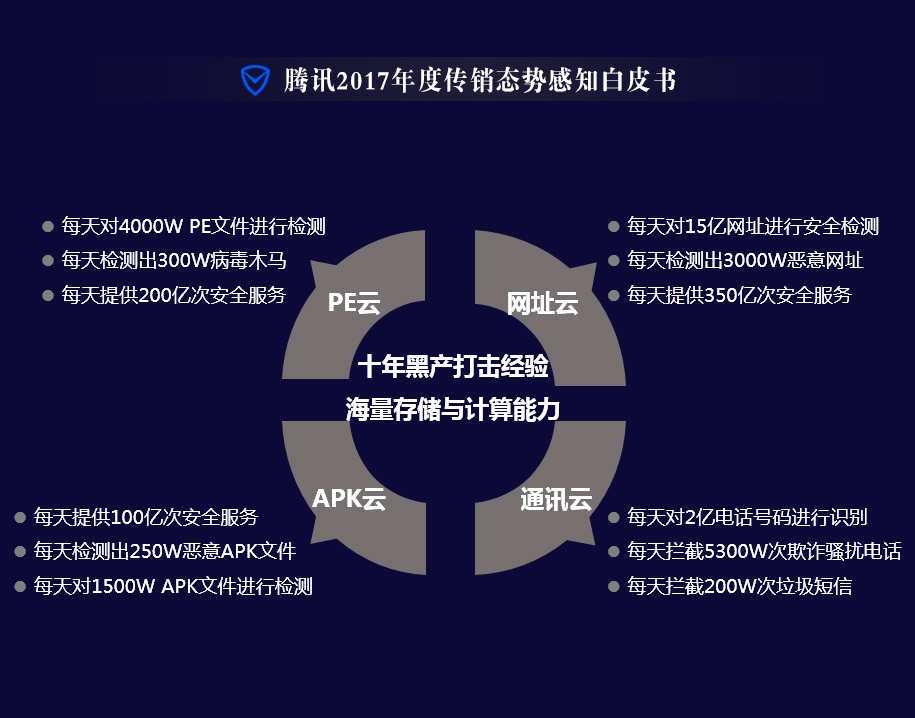 腾讯2017年度传销态势感知白皮书
每天对4000W PE文件进行检测
每天检测出300W病毒木马
每天提供200亿次安全服务
PE云
每天对15亿网址进行安全检测
每天检测出3000W恶意网址
每天提供350亿次安全服务
网址云
十年黑产打击经验
海量存储与计算能力
APK云
每天提供100亿次安全服务
每天检测出250W恶意APK文件
每天对1500W APK文件进行检测
通讯云
每天对2亿电话号码进行识别
每天拦截5300W次欺诈骚扰电话
每天拦截200W次垃圾短信